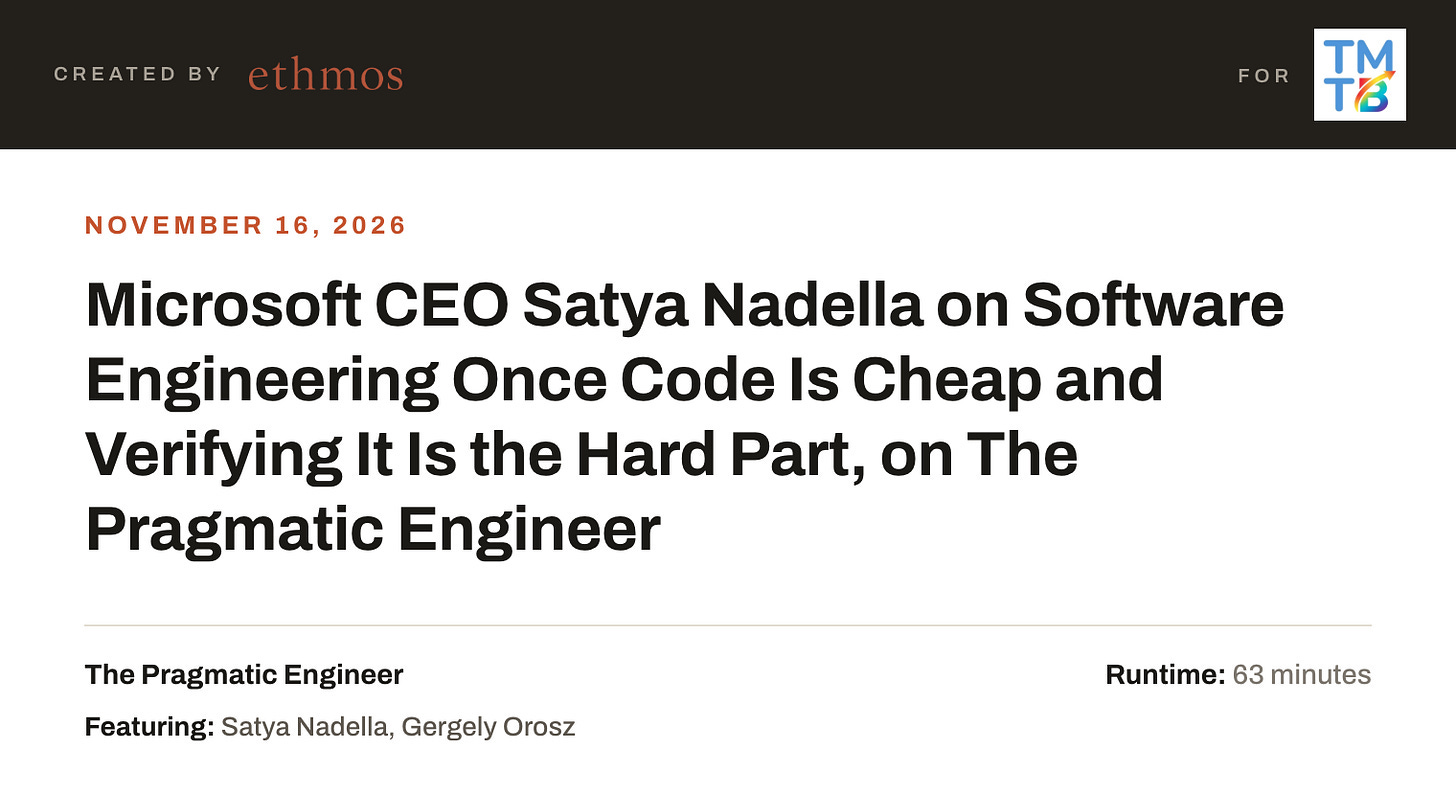 CREATED BY ethmos
FOR
TM
TB
NOVEMBER 16, 2026
Microsoft CEO Satya Nadella on Software
Engineering Once Code Is Cheap and
Verifying It Is the Hard Part, on The
Pragmatic Engineer
The Pragmatic Engineer
Runtime: 63 minutes
Featuring: Satya Nadella, Gergely Orosz